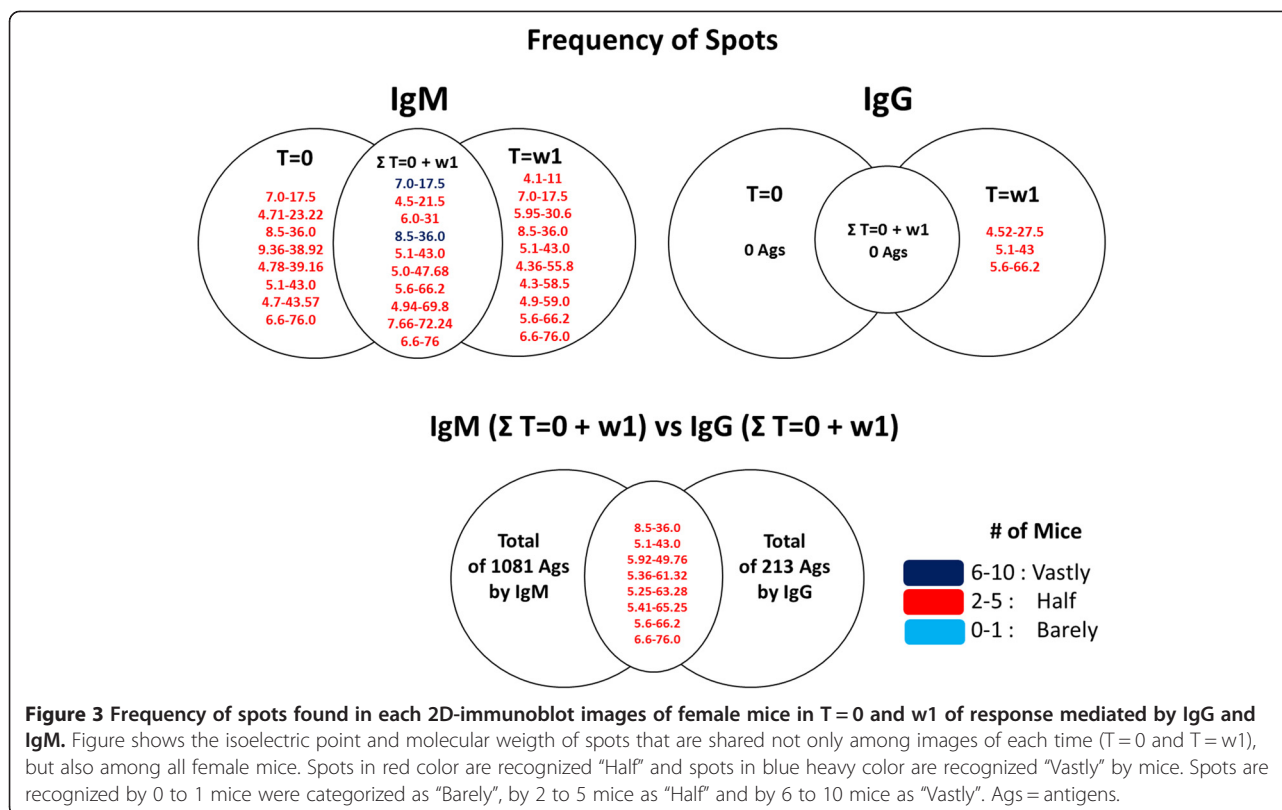 Frequency of Spots
IgM
IgG
T=0
7.0-17.5
4.71-23.22
8.5-36.0
9.36-38.92
4.78-39.16
5.1-43.0
4.7-43.57
6.6-76.0
Σ T=0 + w1
7.0-17.5
4.5-21.5
6.0-31
8.5-36.0
5.1-43.0
5.0-47.68
5.6-66.2
4.94-69.8
7.66-72.24
6.6-76
T=w1
4.1-11
7.0-17.5
5.95-30.6
8.5-36.0
5.1-43.0
4.36-55.8
4.3-58.5
4.9-59.0
5.6-66.2
6.6-76.0
T=0
0 Ags
Σ T=0 + w1
0 Ags
T=w1
4.52-27.5
5.1-43
5.6-66.2
IgM (Σ T=0 + w1) vs IgG (Σ T=0 + w1)
Total
of 1081 Ags
by IgM
8.5-36.0
5.1-43.0
5.92-49.76
5.36-61.32
5.25-63.28
5.41-65.25
5.6-66.2
6.6-76.0
Total
of 213 Ags
by IgG
# of Mice
6-10 : Vastly
2-5 : Half
0-1 : Barely
Figure 3 Frequency of spots found in each 2D-immunoblot images of female mice in T = 0 and w1 of response mediated by IgG and
IgM. Figure shows the isoelectric point and molecular weigth of spots that are shared not only among images of each time (T = 0 and T = w1),
but also among all female mice. Spots in red color are recognized “Half” and spots in blue heavy color are recognized “Vastly” by mice. Spots are
recognized by 0 to 1 mice were categorized as “Barely”, by 2 to 5 mice as “Half” and by 6 to 10 mice as “Vastly”. Ags = antigens.